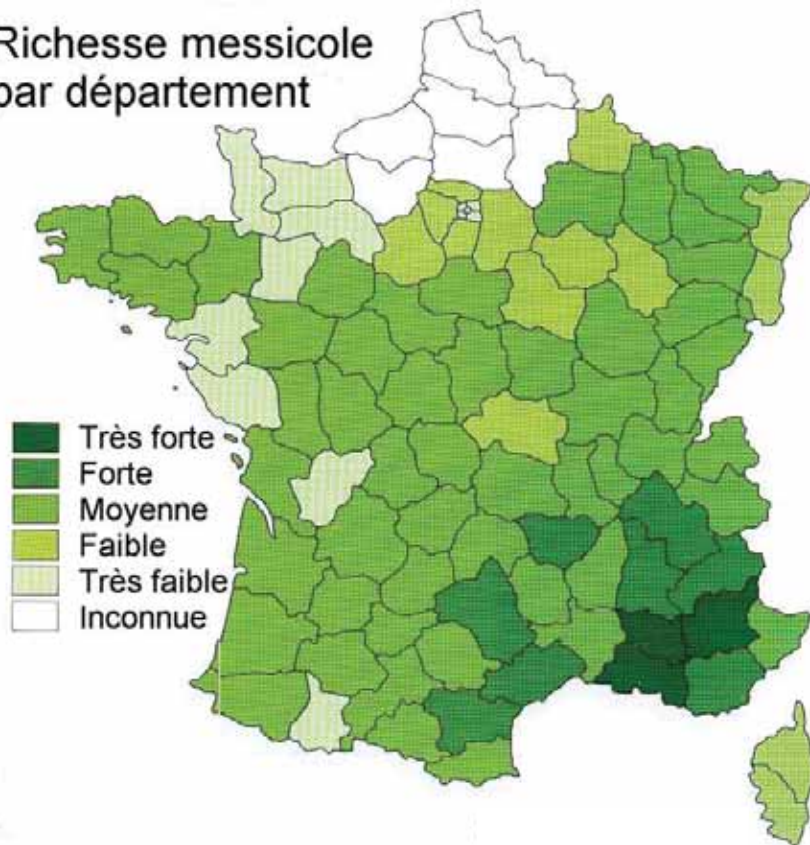 Richesse messicole
par département
Très forte
Forte
Moyenne
Faible
Très faible
Inconnue